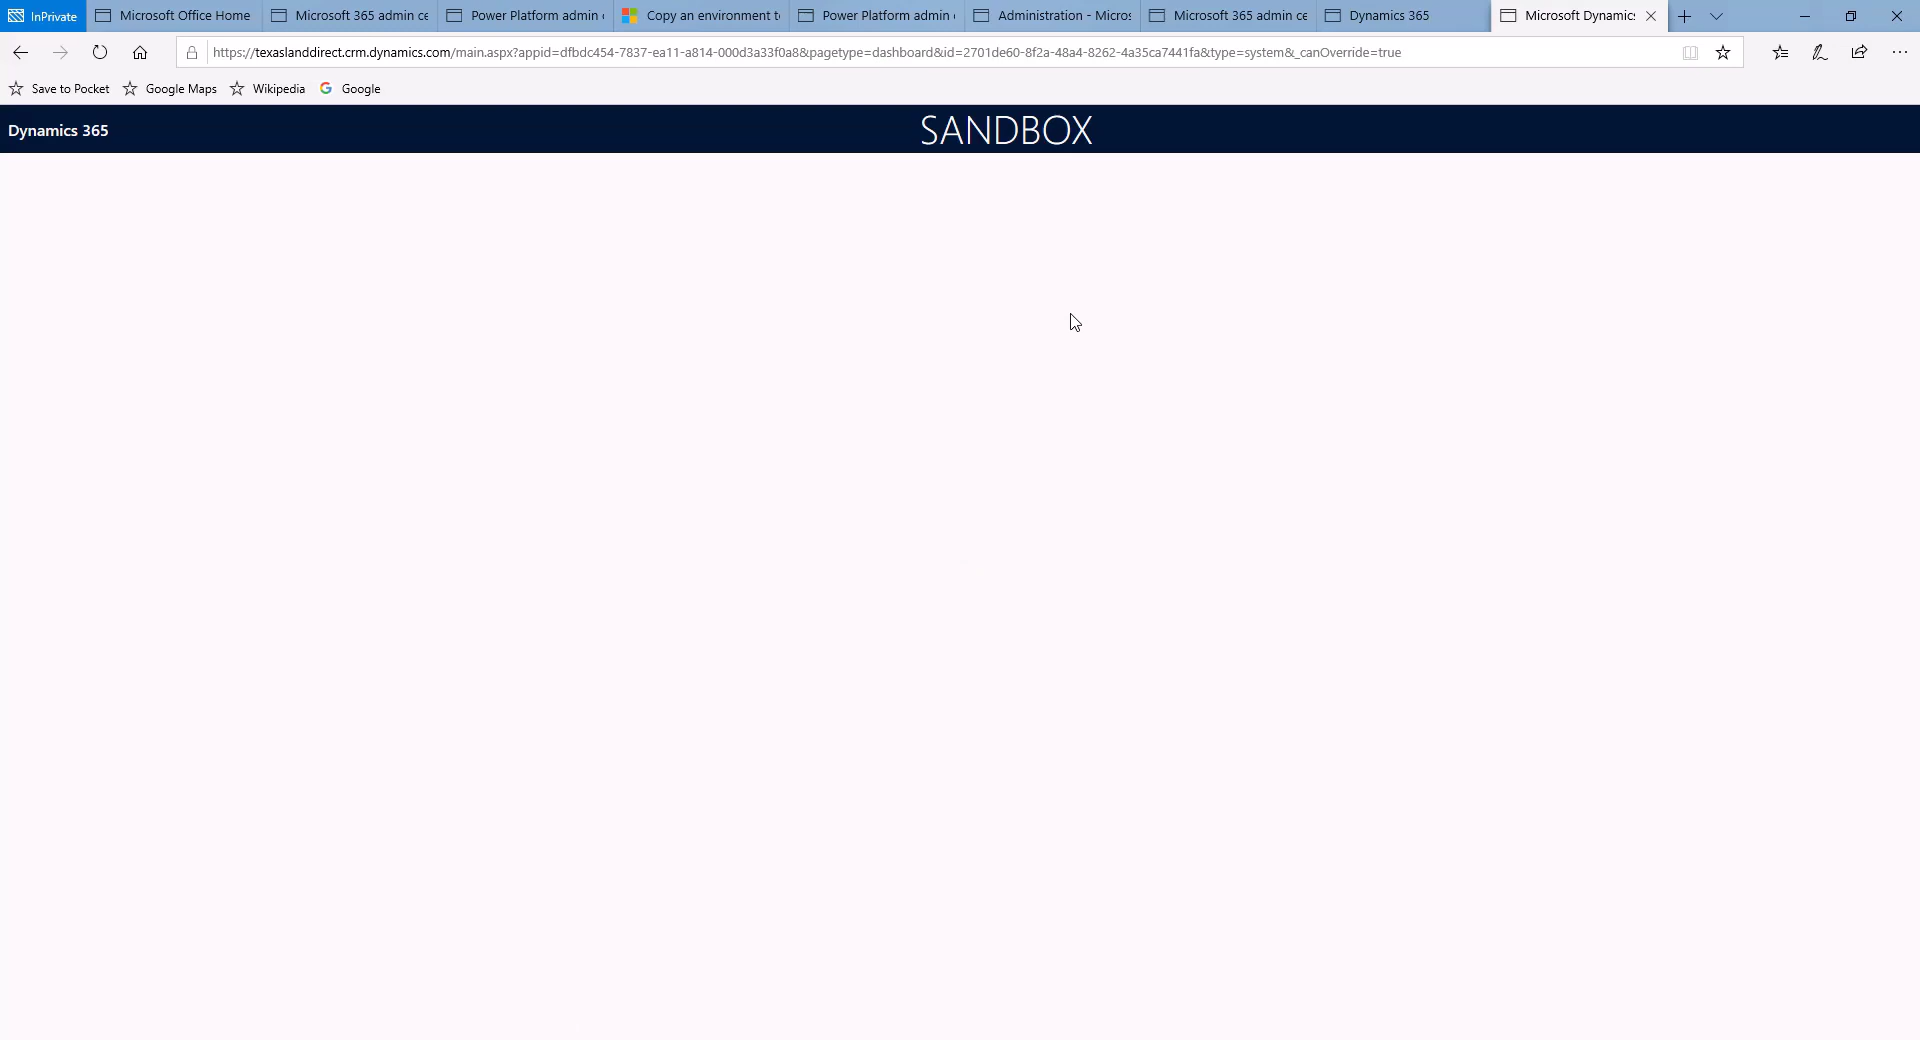 InPrivate Microsoft Office Home Microsoft 365 admin ce Power Platform admin Copy an environment t Power Platform admin Administration - Micros Microsoft 365 admin ce Dynamics 365 Microsoft Dynamics
https://texaslanddirect.crm.dynamics.com/main.aspx?appid=dfbdc454-7837-ea11-a814-000d3a33f0a8&pagetype=dashboard&id=2701de60-8f2a-48a4-8262-4a35ca7441fa&type=system&_canOverride=true
Save to Pocket Google Maps Wikipedia Google
Dynamics 365 SANDBOX